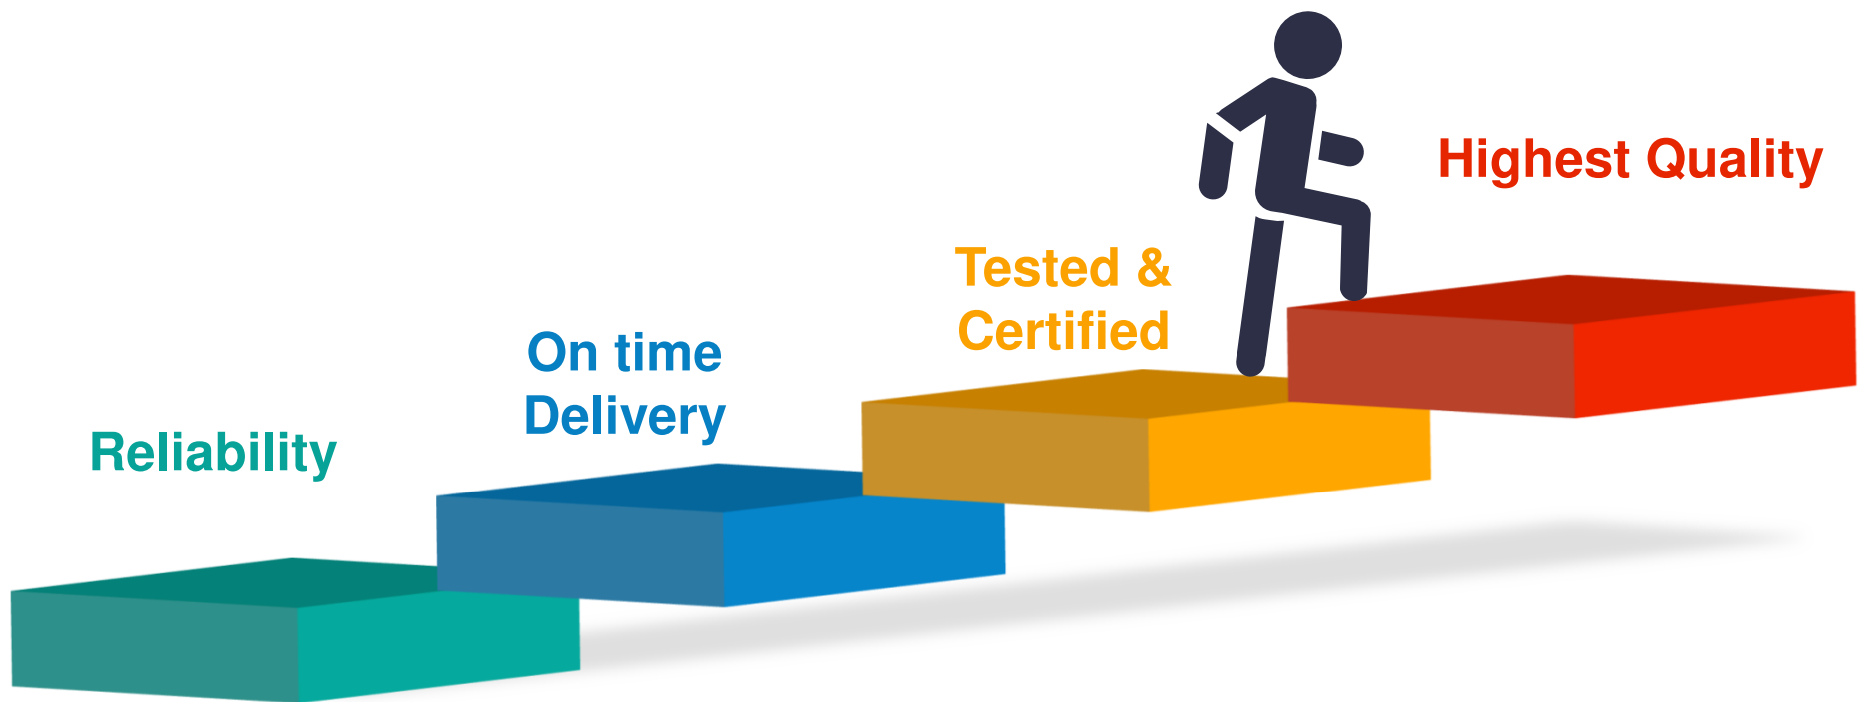 Reliability
On time
Delivery
Tested &
Certified
Highest Quality